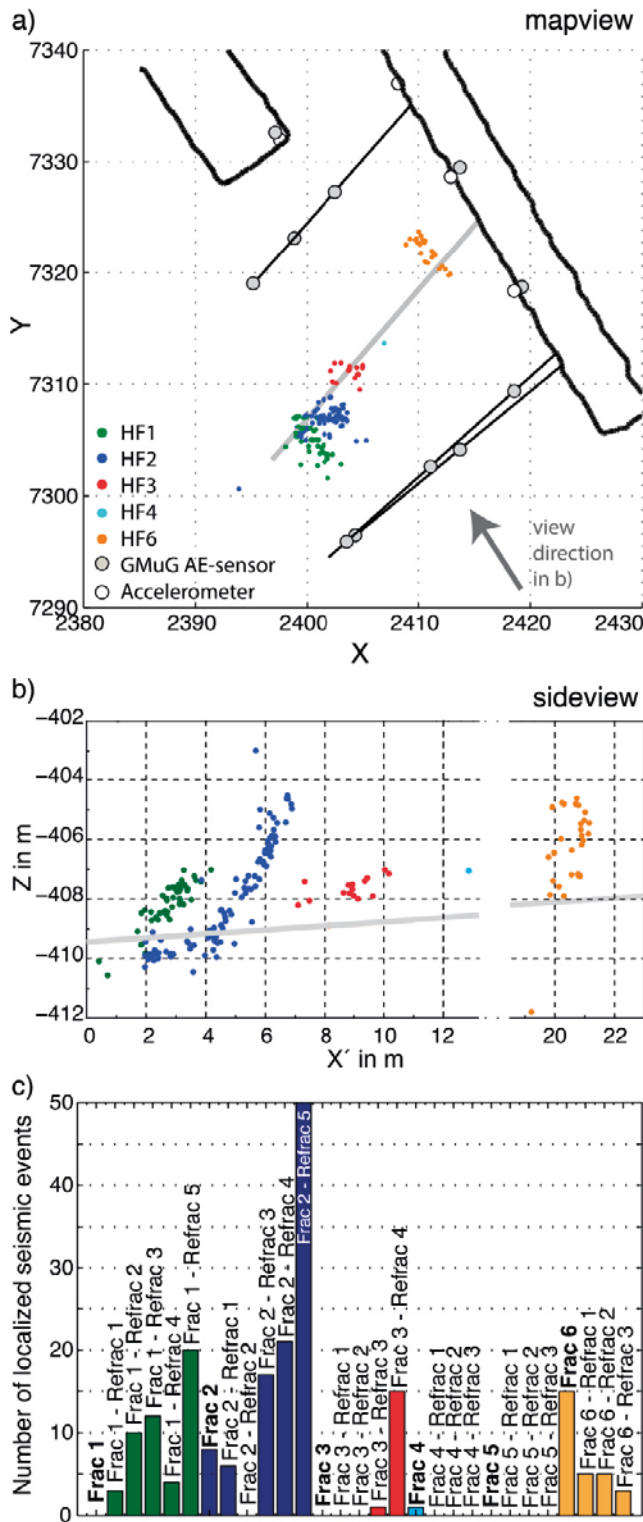 a) mapview
7340
7330
7320
7310
7300
7290
Y
HF1
HF2
HF3
HF4
HF6
GMuG AE-sensor
Accelerometer
view
direction
in b)
2380 2390 2400 2410 2420 2430
X
b) sideview
−402
−404
−406
−408
−410
−412
Z in m
0 2 4 6 8 10 12 20 22
X´ in m
c)
50
40
30
20
10
0
Number of localized seismic events
Frac 1
Frac 1 - Refrac 1
Frac 1 - Refrac 2
Frac 1 - Refrac 3
Frac 1 - Refrac 4
Frac 1 - Refrac 5
Frac 2
Frac 2 - Refrac 1
Frac 2 - Refrac 2
Frac 2 - Refrac 3
Frac 2 - Refrac 4
Frac 2 - Refrac 5
Frac 3
Frac 3 - Refrac 1
Frac 3 - Refrac 2
Frac 3 - Refrac 3
Frac 3 - Refrac 4
Frac 4
Frac 4 - Refrac 1
Frac 4 - Refrac 2
Frac 4 - Refrac 3
Frac 5
Frac 5 - Refrac 1
Frac 5 - Refrac 2
Frac 5 - Refrac 3
Frac 6
Frac 6 - Refrac 1
Frac 6 - Refrac 2
Frac 6 - Refrac 3